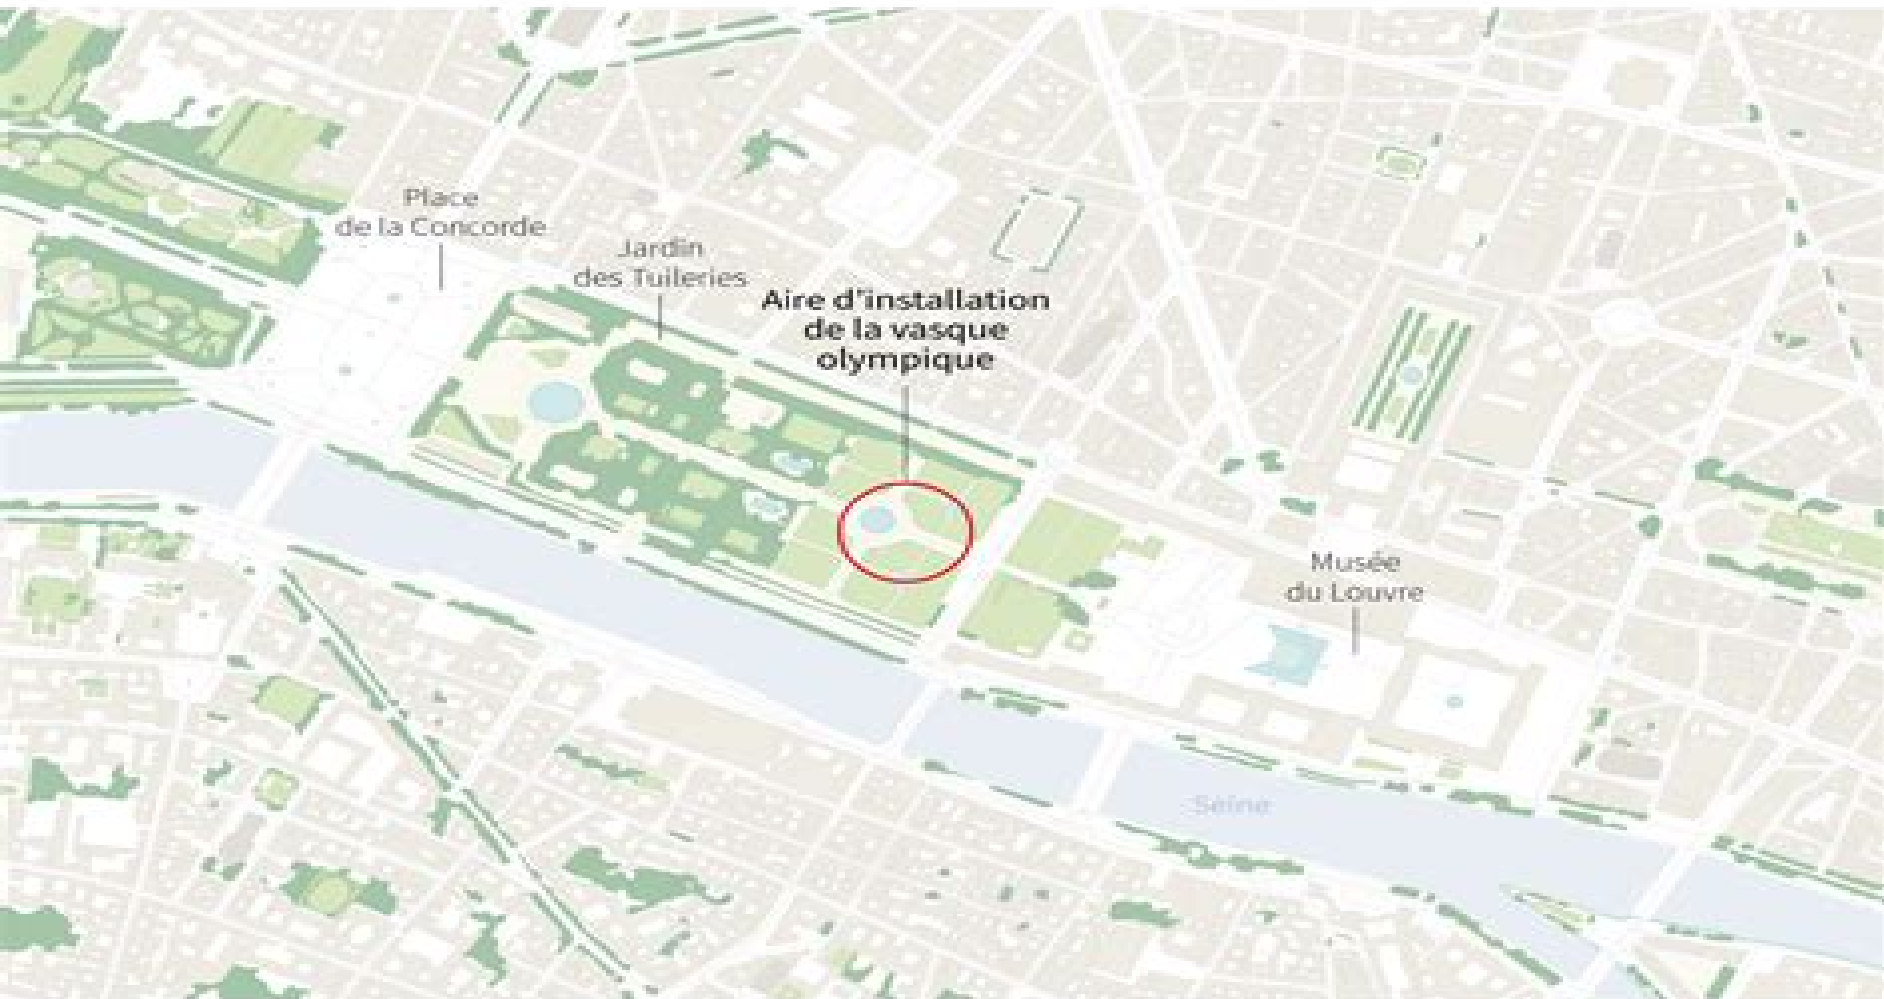 Place
de la Concorde
Jardin
des Tuileries
Aire d'installation
de la vasque
olympique
Musée
du Louvre
Seine